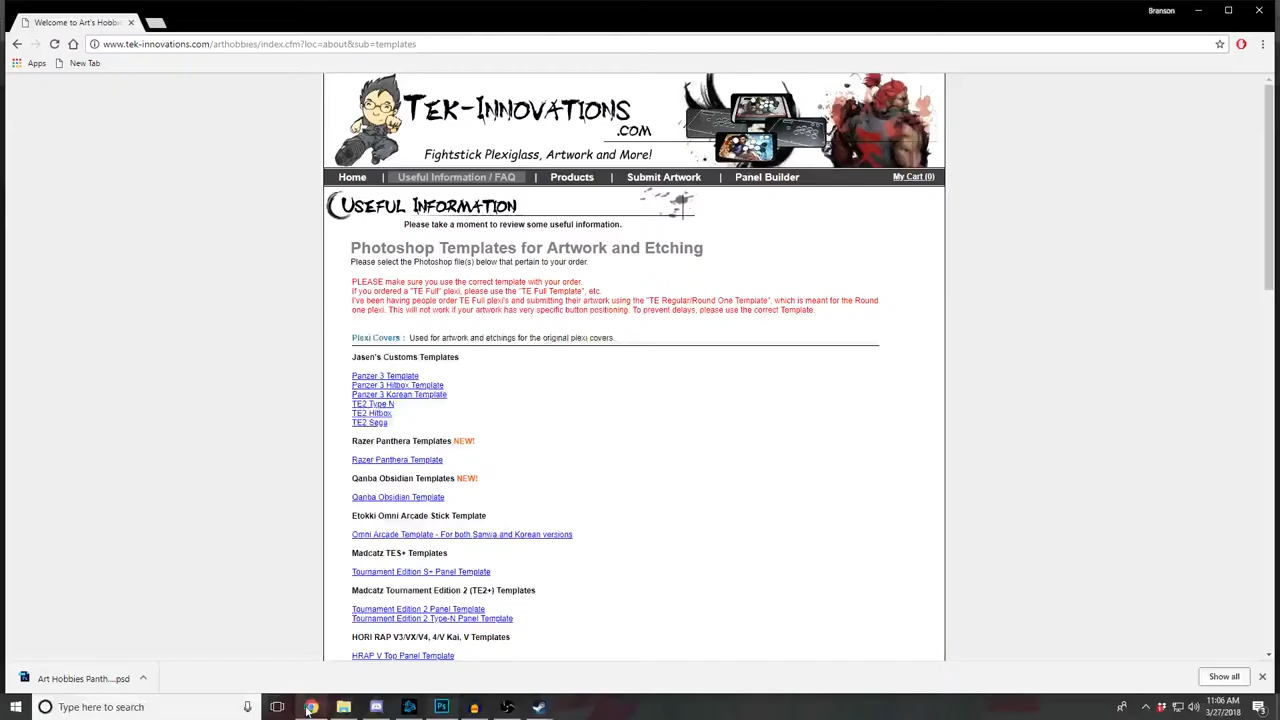 Branson
Welcome to Art's Hobbi
www.tek-innovations.com/arthobbies/index.cfm?loc=about&sub=templates
Apps New Tab
TEK-INNOVATIONS
.COM
Fightstick Plexiglass, Artwork and More!
Home | Useful Information / FAQ | Products | Submit Artwork | Panel Builder My Cart (0)
USEFUL INFORMATION
Please take a moment to review some useful information.
Photoshop Templates for Artwork and Etching
Please select the Photoshop file(s) below that pertain to your order.
PLEASE make sure you use the correct template with your order.
If you ordered a "TE Full" plexi, please use the "TE Full Template", etc.
I've been having people order TE Full plexi's and submitting their artwork using the "TE Regular/Round One Template", which is meant for the Round
one plexi. This will not work if your artwork has very specific button positioning. To prevent delays, please use the correct Template.
Plexi Covers : Used for artwork and etchings for the original plexi covers.
Jasen's Customs Templates
Panzer 3 Template
Panzer 3 Hitbox Template
Panzer 3 Korean Template
TE2 Type N
TE2 Hitbox
TE2 Sega
Razer Panthera Templates NEW!
Razer Panthera Template
Qanba Obsidian Templates NEW!
Qanba Obsidian Template
Etokki Omni Arcade Stick Template
Omni Arcade Template - For both Sanwa and Korean versions
Madcatz TES+ Templates
Tournament Edition S+ Panel Template
Madcatz Tournament Edition 2 (TE2+) Templates
Tournament Edition 2 Panel Template
Tournament Edition 2 Type-N Panel Template
HORI RAP V3/VX/V4, 4/V Kai, V Templates
HRAP V Top Panel Template
Art Hobbies Panth....psd
Show all
Type here to search
Ps
11:06 AM
3/27/2018
3